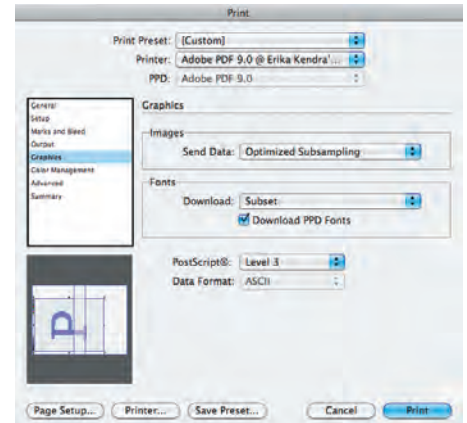 Print
Print Preset: [Custom]
Printer: Adobe PDF 9.0 @ Erika Kendra'...
PPD: Adobe PDF 9.0
General
Setup
Marks and Bleed
Output
Graphics
Color Management
Advanced
Summary
Graphics
Images
Send Data: Optimized Subsampling
Fonts
Download: Subset
Download PPD Fonts
PostScript®: Level 3
Data Format: ASCII
P
Page Setup... Printer... Save Preset... Cancel Print